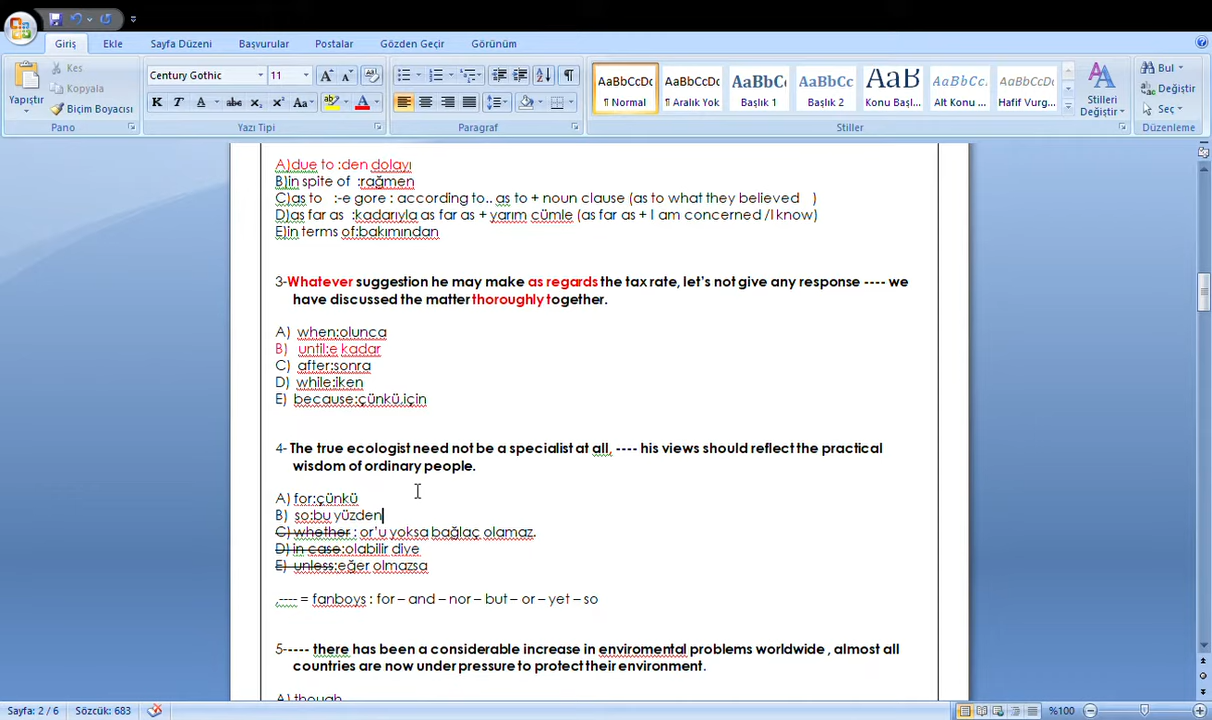 Giriş Ekle Sayfa Düzeni Başvurular Postalar Gözden Geçir Görünüm
Yapıştır
Kes
Kopyala
Biçim Boyacısı
Pano
Century Gothic 11
Yazı Tipi
Paragraf
AaBbCcDc AaBbCcDc AaBbCc AaBbCc AaB AaBbCc. AaBbCcDc
¶ Normal ¶ Aralık Yok Başlık 1 Başlık 2 Konu Başl... Alt Konu ... Hafif Vurg...
Stilleri Değiştir
Stiller
Bul
Değiştir
Seç
Düzenleme
A)due to :den dolayı
B)in spite of :rağmen
C)as to :-e gore : according to.. as to + noun clause (as to what they believed )
D)as far as :kadarıyla as far as + yarım cümle (as far as + I am concerned /I know)
E)in terms of:bakımından
3-Whatever suggestion he may make as regards the tax rate, let’s not give any response ---- we
have discussed the matter thoroughly together.
A) when:olunca
B) until:e kadar
C) after:sonra
D) while:iken
E) because:çünkü,için
4- The true ecologist need not be a specialist at all, ---- his views should reflect the practical
wisdom of ordinary people.
A) for:çünkü
B) so:bu yüzden
C) whether : or’u yoksa bağlaç olamaz.
D) in case:olabilir diye
E) unless:eğer olmazsa
,---- = fanboys : for – and – nor – but – or – yet – so
5----- there has been a considerable increase in enviromental problems worldwide , almost all
countries are now under pressure to protect their environment.
A) though
Sayfa: 2 / 6 Sözcük: 683 %100